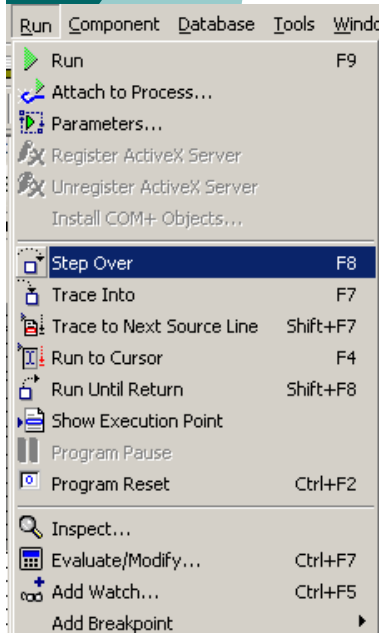 Run Component Database Tools
Run F9
Attach to Process...
Parameters...
Register ActiveX Server
Unregister ActiveX Server
Install COM+ Objects...
Step Over F8
Trace Into F7
Trace to Next Source Line Shift+F7
Run to Cursor F4
Run Until Return Shift+F8
Show Execution Point
Program Pause
Program Reset Ctrl+F2
Inspect...
Evaluate/Modify... Ctrl+F7
Add Watch... Ctrl+F5
Add Breakpoint